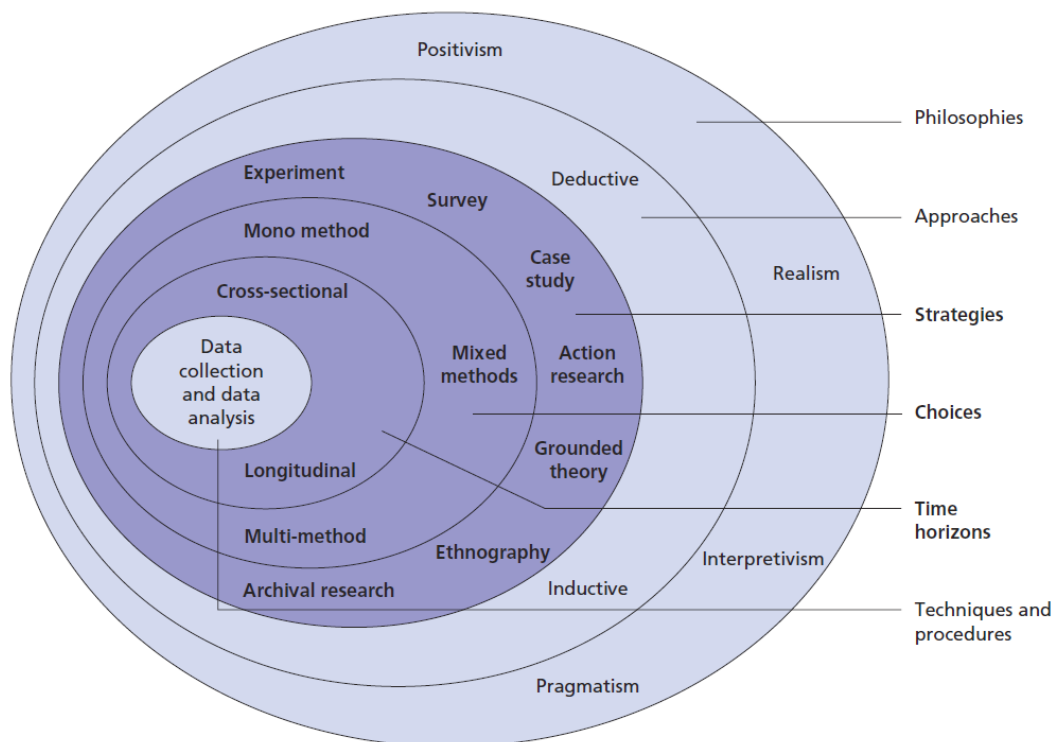 Positivism
Philosophies
Experiment
Deductive
Survey
Approaches
Mono method
Case
study
Realism
Cross-sectional
Strategies
Data
collection
and data
analysis
Mixed
methods
Action
research
Choices
Grounded
theory
Longitudinal
Time
horizons
Multi-method
Ethnography
Interpretivism
Archival research
Inductive
Techniques and
procedures
Pragmatism